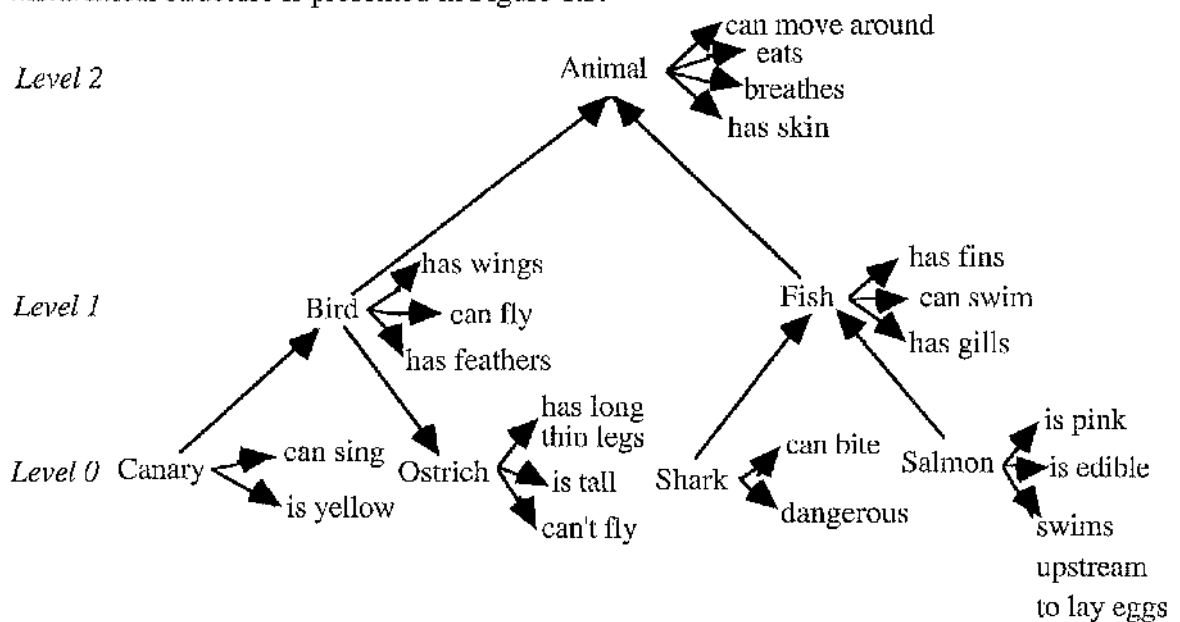 can move around
Level 2
Animal
eats
breathes
has skin
has wings
Level 1
Bird
can fly
has feathers
has fins
Fish
can swim
has gills
Level 0
Canary
can sing
is yellow
Ostrich
has long
thin legs
is tall
can't fly
Shark
can bite
dangerous
Salmon
is pink
is edible
swims
upstream
to lay eggs